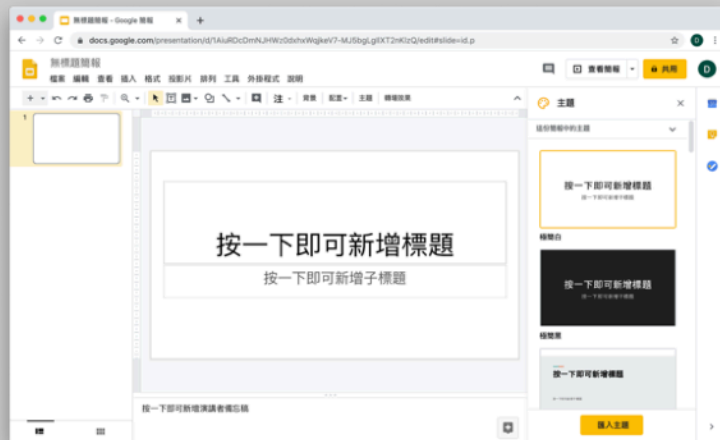 無標題簡報 - Google 簡報
docs.google.com/presentation/d/1AiuRDcDmNJHWz0dxhxWqjkeV7-MJ5bgLgllXT2nKlzQ/edit#slide=id.p
無標題簡報
檔案 編輯 查看 插入 格式 投影片 排列 工具 外掛程式 說明
查看簡報
共用
D
背景 配置 主題 轉場效果
主題
這份簡報中的主題
1
按一下即可新增標題
按一下即可新增子標題
按一下即可新增標題
按一下即可新增子標題
極簡白
按一下即可新增標題
按一下即可新增子標題
極簡黑
按一下即可新增標題
按一下即可新增演講者備忘稿
匯入主題